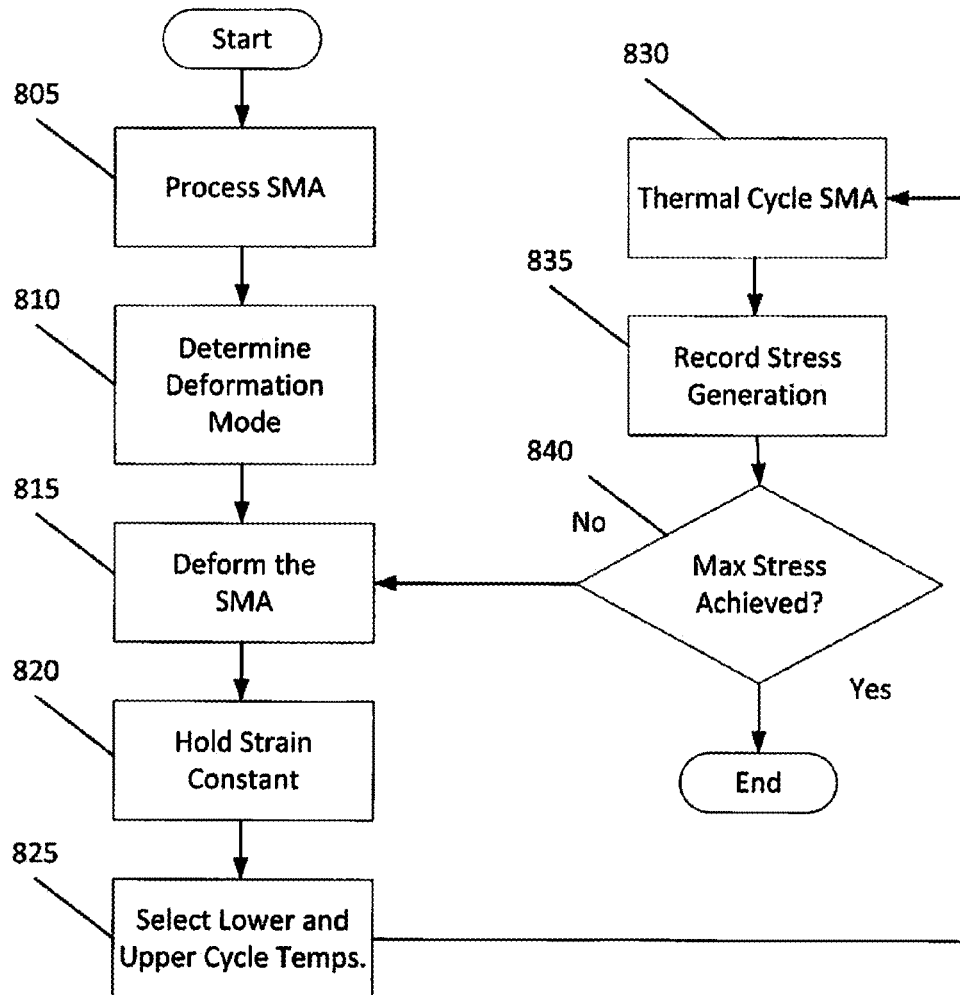 Start
805
Process SMA
810
Determine
Deformation
Mode
815
Deform the
SMA
820
Hold Strain
Constant
825
Select Lower and
Upper Cycle Temps.
830
Thermal Cycle SMA
835
Record Stress
Generation
840
No
Max Stress
Achieved?
Yes
End